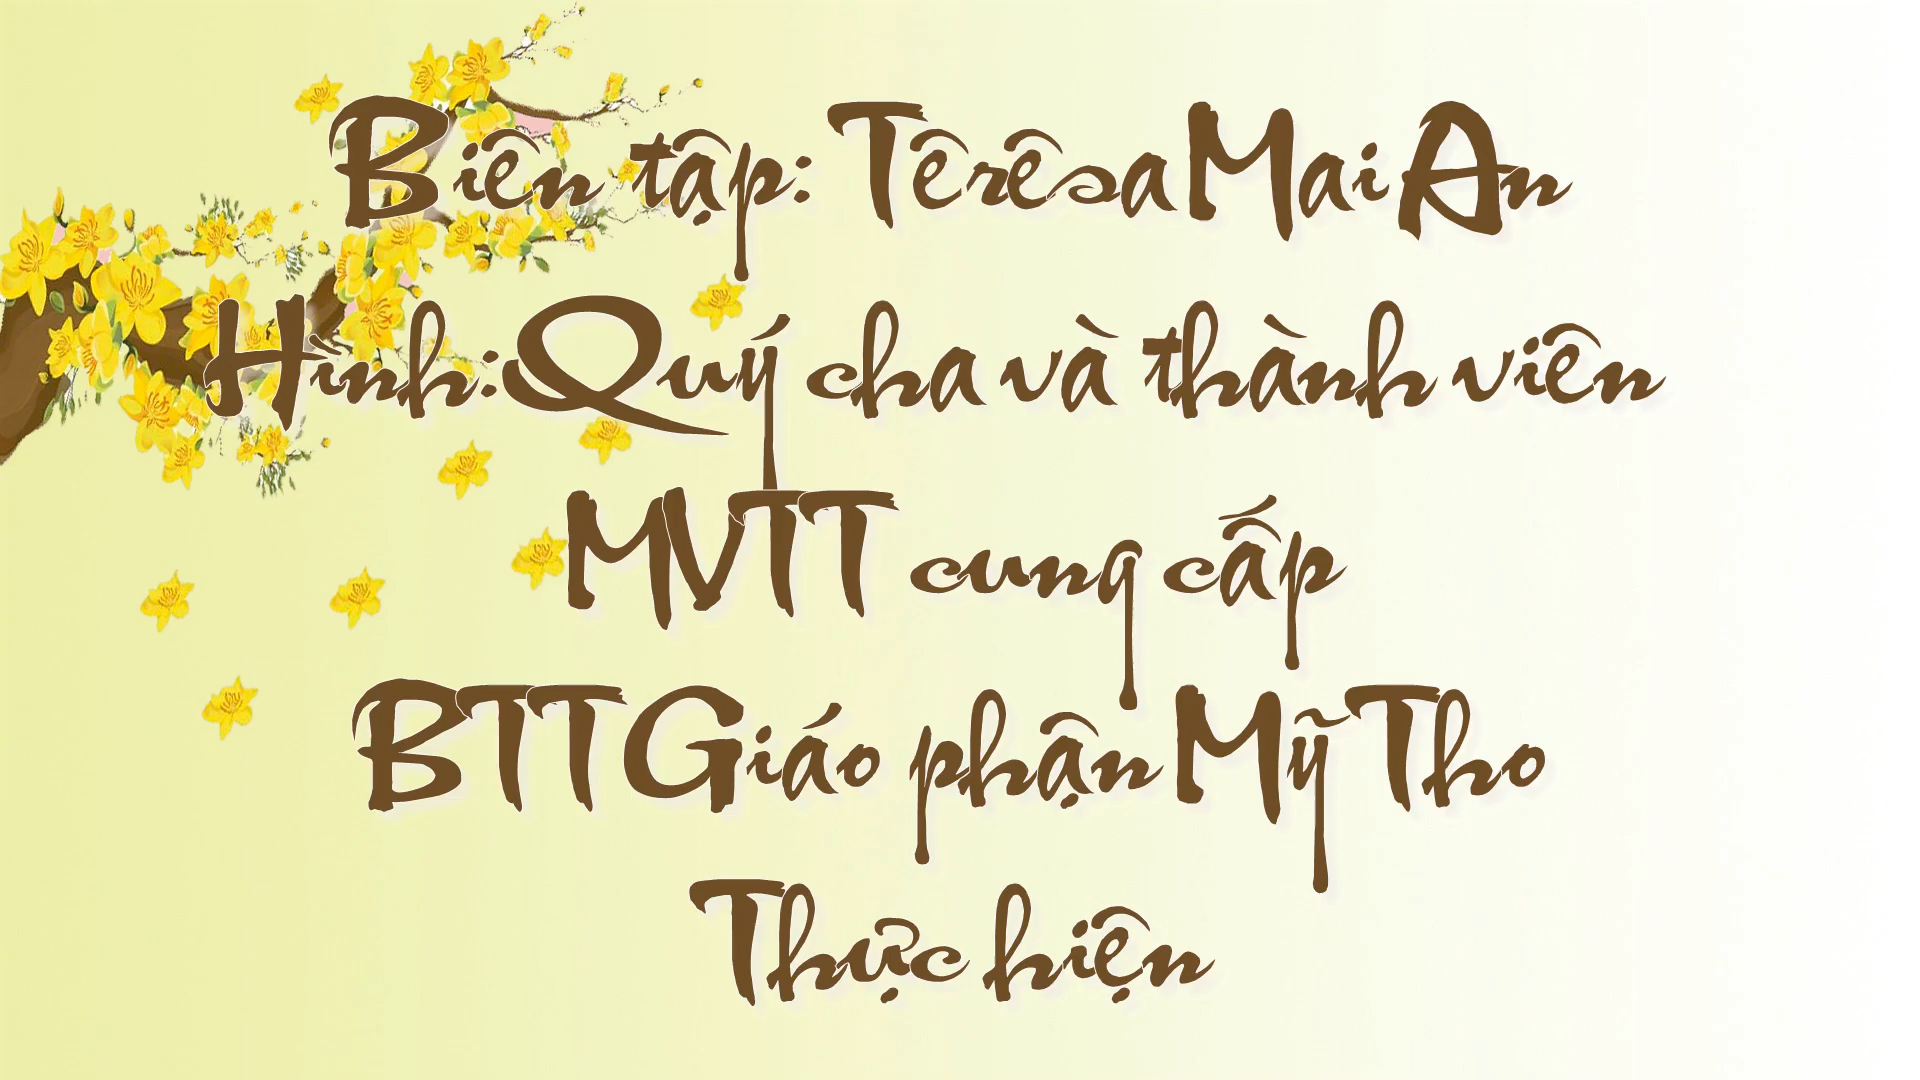 Biên tập: Têrêsa Mai An
Hình: Quý cha và thành viên
MVTT cung cấp
BTT Giáo phận Mỹ Tho
Thực hiện